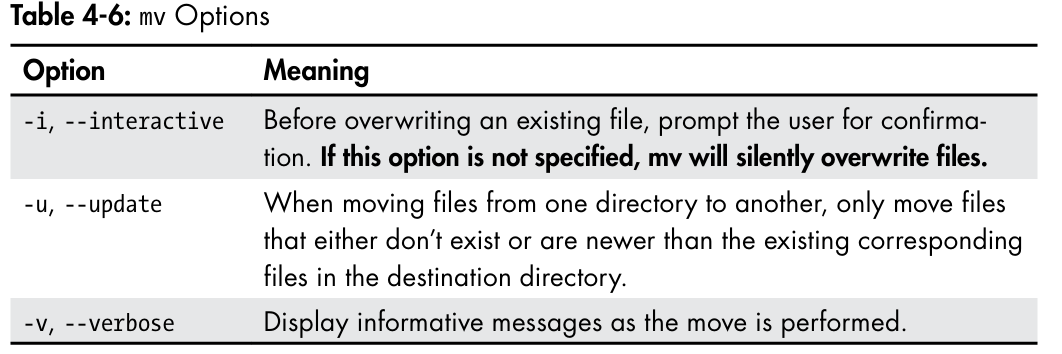 Table 4-6: mv Options
Option Meaning
-i, --interactive Before overwriting an existing file, prompt the user for confirma-
tion. If this option is not specified, mv will silently overwrite files.
-u, --update When moving files from one directory to another, only move files
that either don’t exist or are newer than the existing corresponding
files in the destination directory.
-v, --verbose Display informative messages as the move is performed.